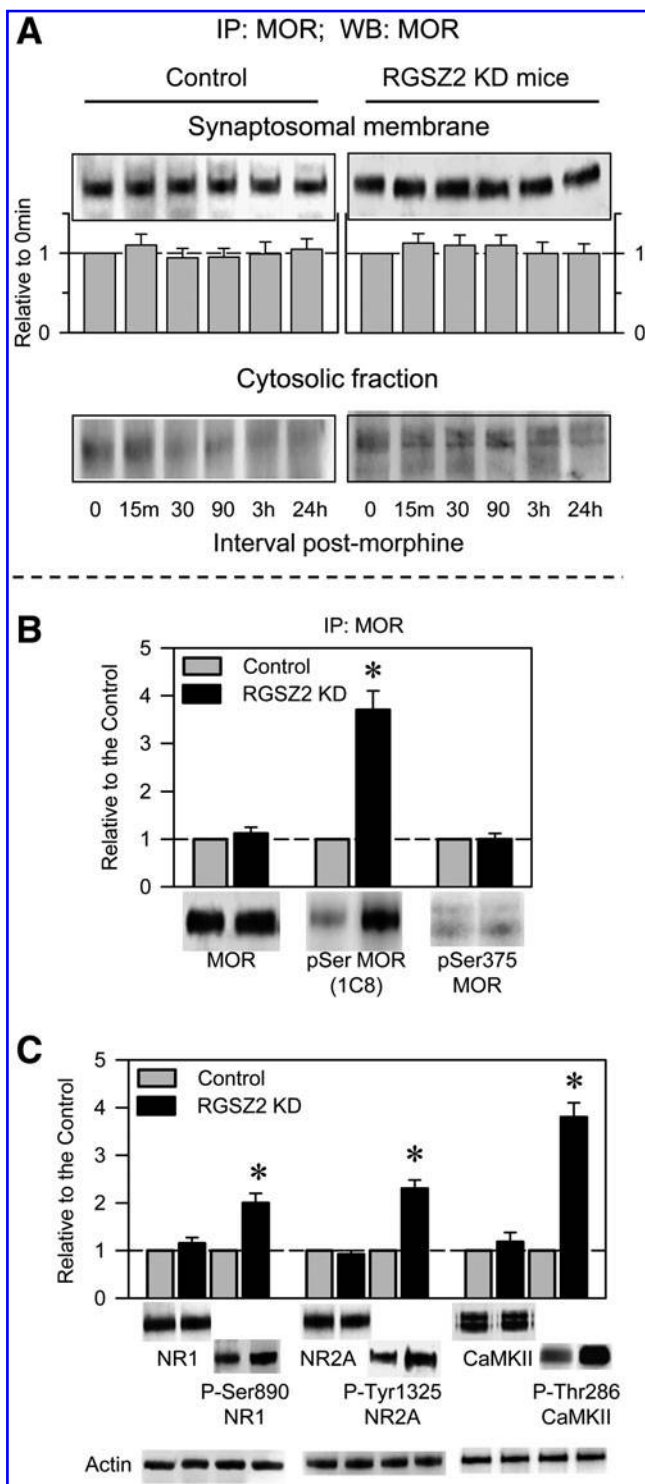 A
IP: MOR; WB: MOR
Control RGSZ2 KD mice
Synaptosomal membrane
Relative to 0min
1 1
0 0
Cytosolic fraction
0 15m 30 90 3h 24h 0 15m 30 90 3h 24h
Interval post-morphine
B
IP: MOR
Relative to the Control
5
4
3
2
1
0
Control
RGSZ2 KD
*
MOR pSer MOR pSer375
(1C8) MOR
C
Relative to the Control
5
4
3
2
1
0
Control
RGSZ2 KD
* * *
NR1 NR2A CaMKII
P-Ser890 P-Tyr1325 P-Thr286
NR1 NR2A CaMKII
Actin